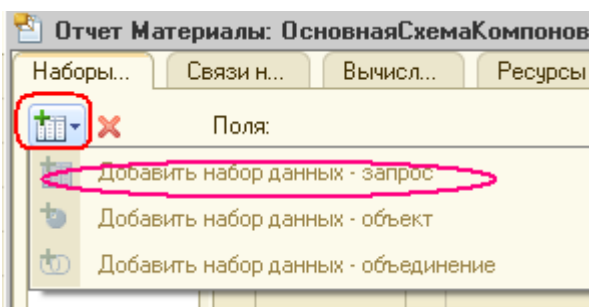 Отчет Материалы: ОсновнаяСхемаКомпонов
Наборы... Связи н... Вычисл... Ресурсы
Поля:
Добавить набор данных - запрос
Добавить набор данных - объект
Добавить набор данных - объединение